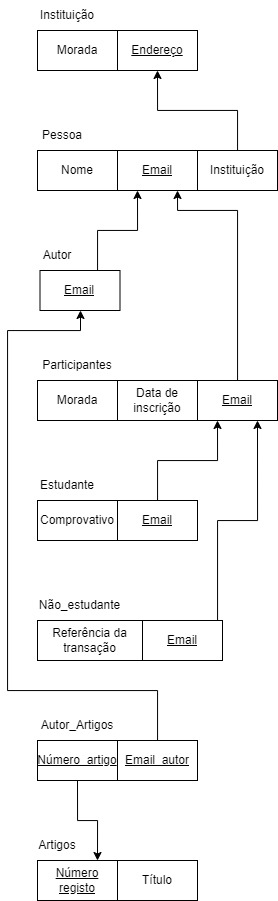 Instituição
Morada Endereço
Pessoa
Nome Email Instituição
Autor
Email
Participantes
Morada Data de Email
inscrição
Estudante
Comprovativo Email
Não_estudante
Referência da Email
transação
Autor_Artigos
Número_artigo Email_autor
Artigos
Número Título
registo